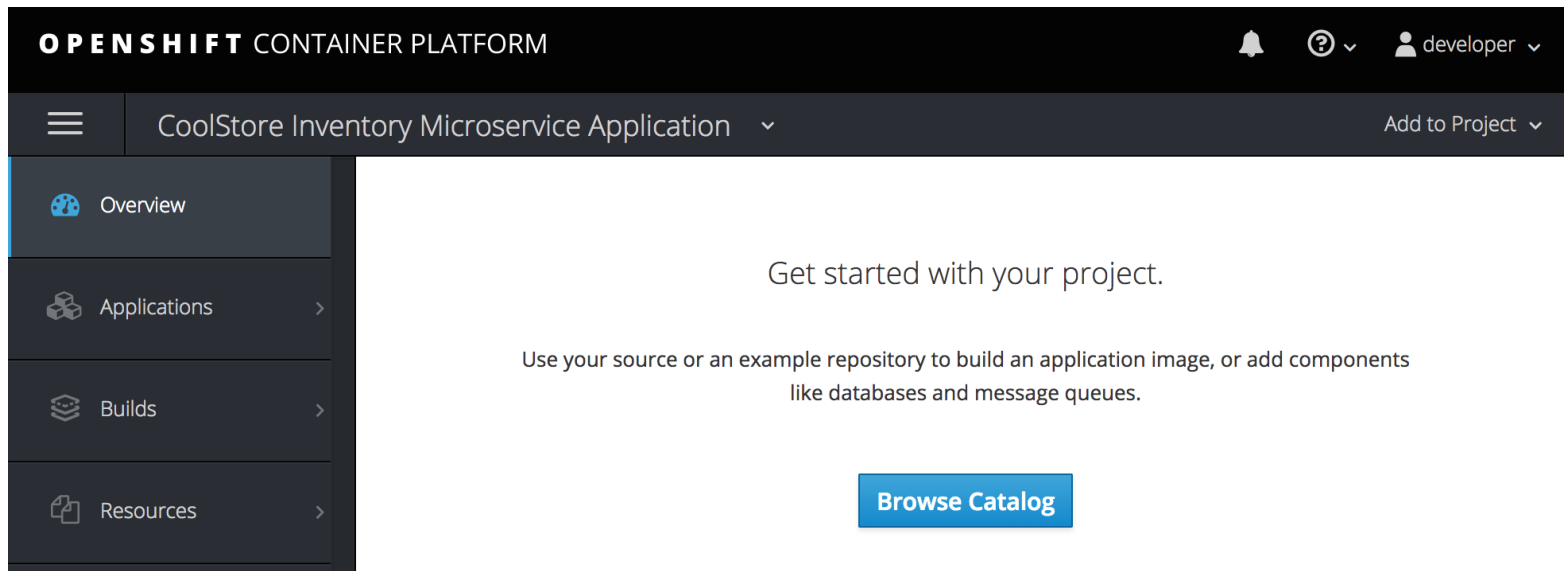 OPENSHIFT CONTAINER PLATFORM
developer
CoolStore Inventory Microservice Application
Add to Project
Overview
Applications
Builds
Resources
Get started with your project.
Use your source or an example repository to build an application image, or add components
like databases and message queues.
Browse Catalog